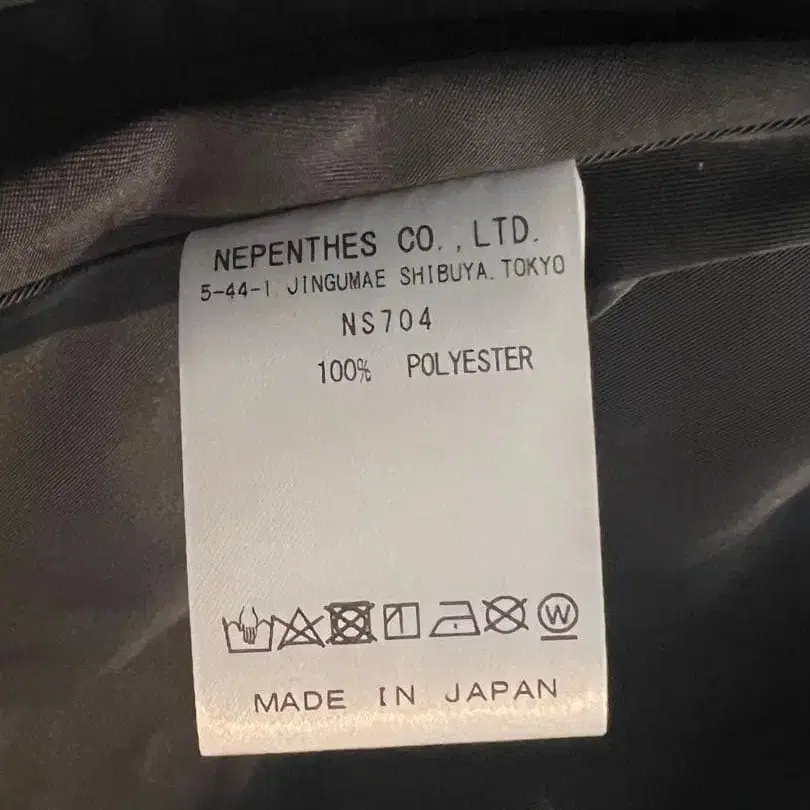 NEPENTHES CO., LTD.
5-44-1 JINGUMAE SHIBUYA. TOKYO
NS704
100% POLYESTER
W
MADE IN JAPAN